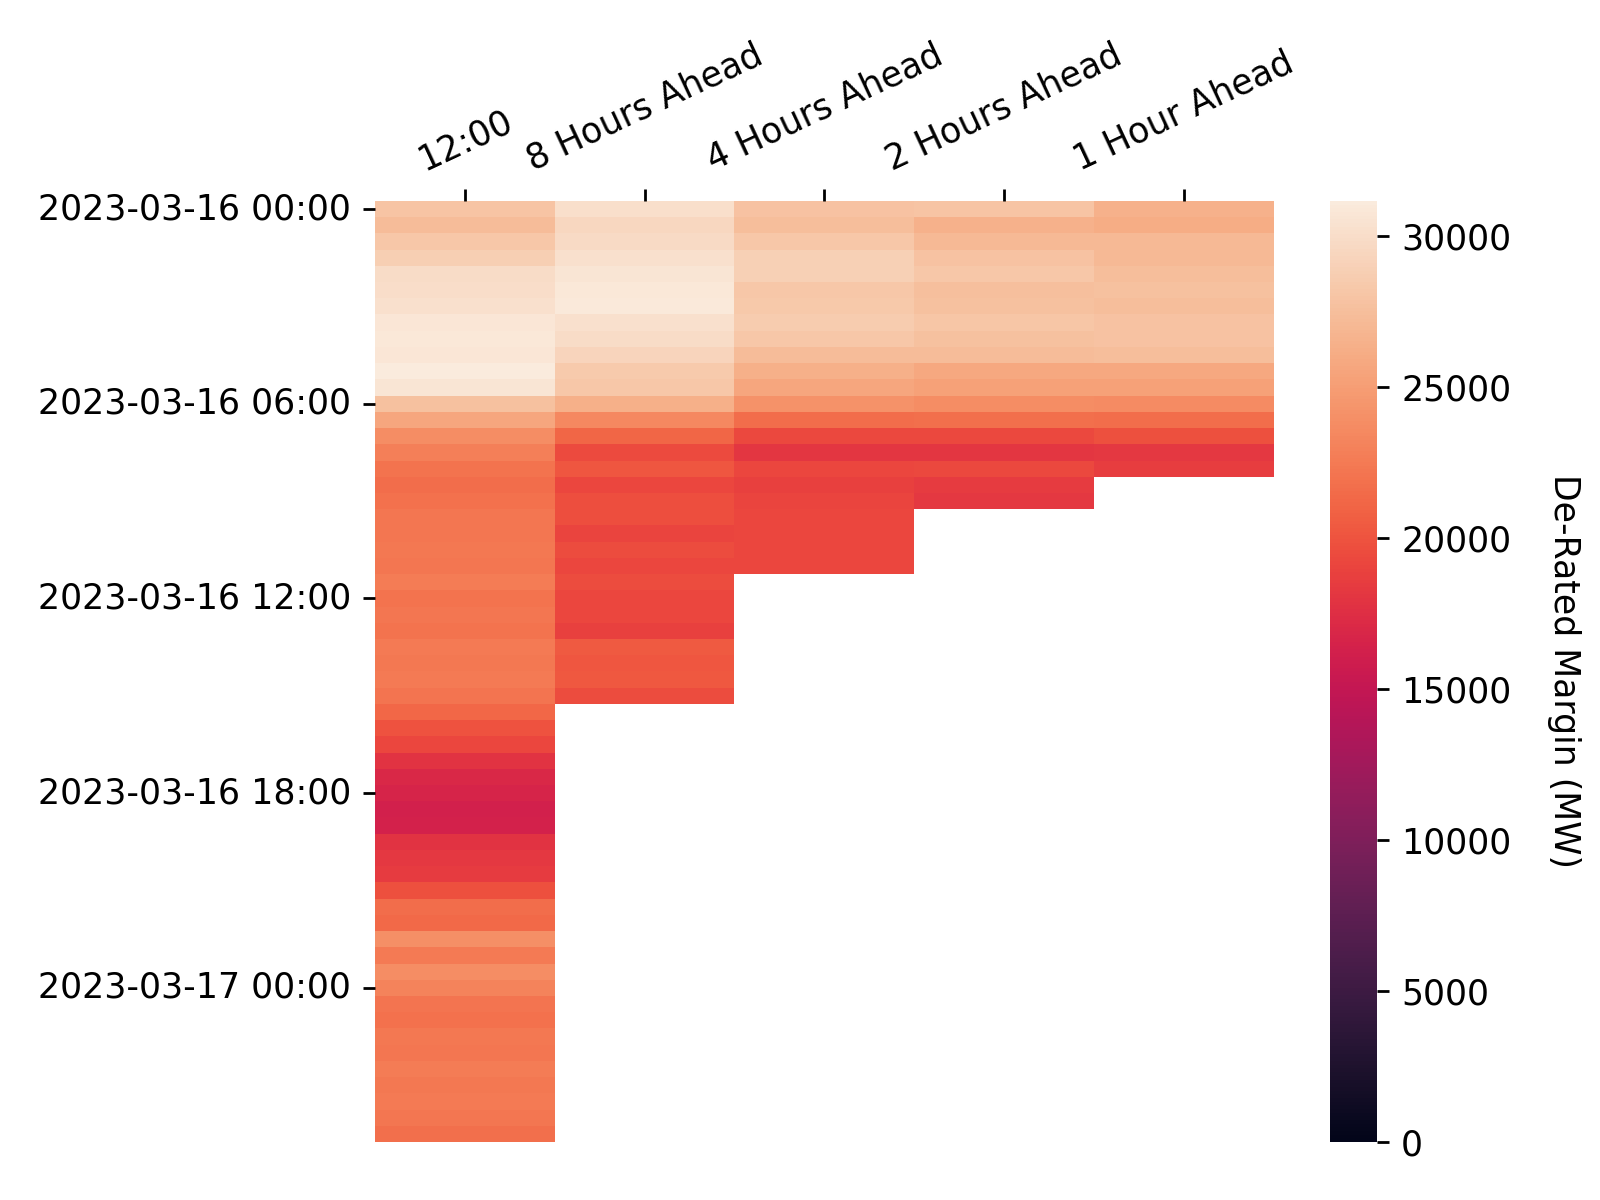 12:00
8 Hours Ahead
4 Hours Ahead
2 Hours Ahead
1 Hour Ahead
2023-03-16 00:00
2023-03-16 06:00
2023-03-16 12:00
2023-03-16 18:00
2023-03-17 00:00
30000
25000
20000
15000
10000
5000
0
De-Rated Margin (MW)